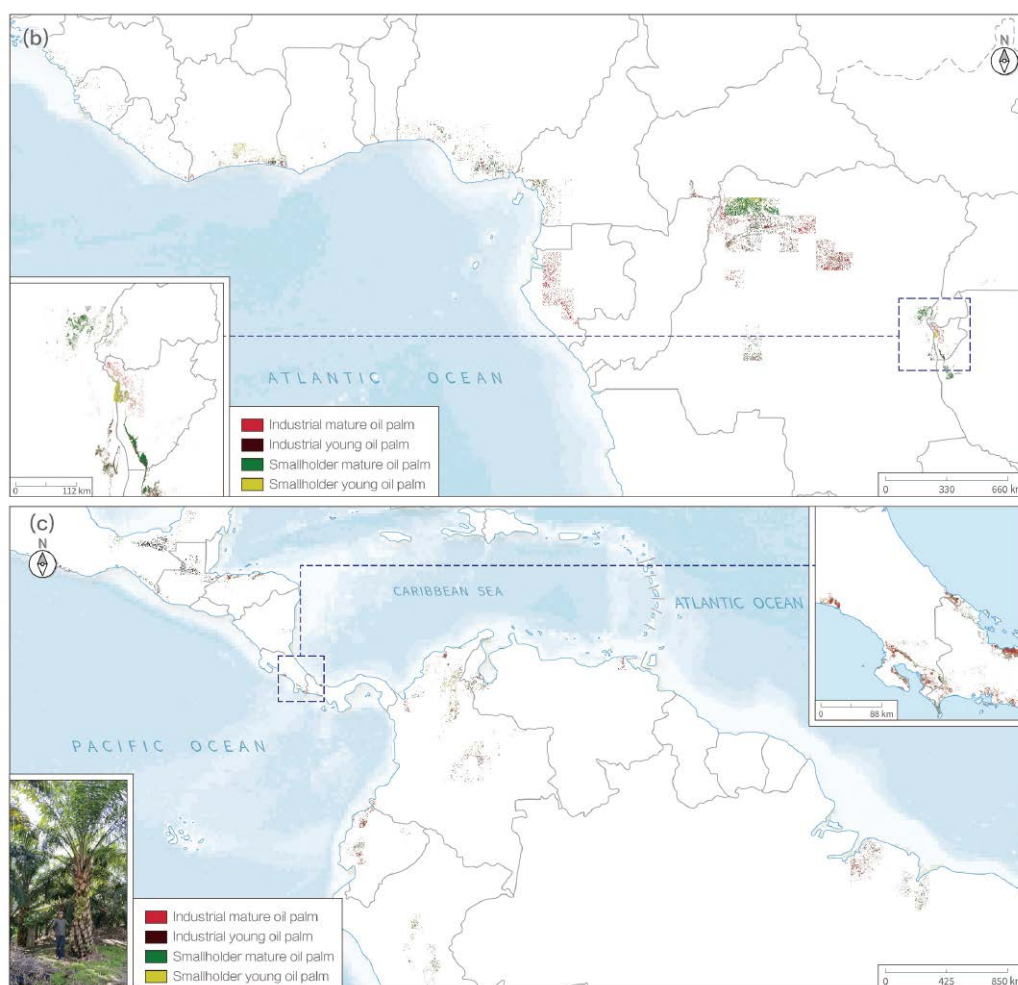 (b)
N
ATLANTIC OCEAN
Industrial mature oil palm
Industrial young oil palm
Smallholder mature oil palm
Smallholder young oil palm
0 112 km
0 330 660 km
(c)
N
CARIBBEAN SEA
ATLANTIC OCEAN
PACIFIC OCEAN
0 88 km
Industrial mature oil palm
Industrial young oil palm
Smallholder mature oil palm
Smallholder young oil palm
0 425 850 km